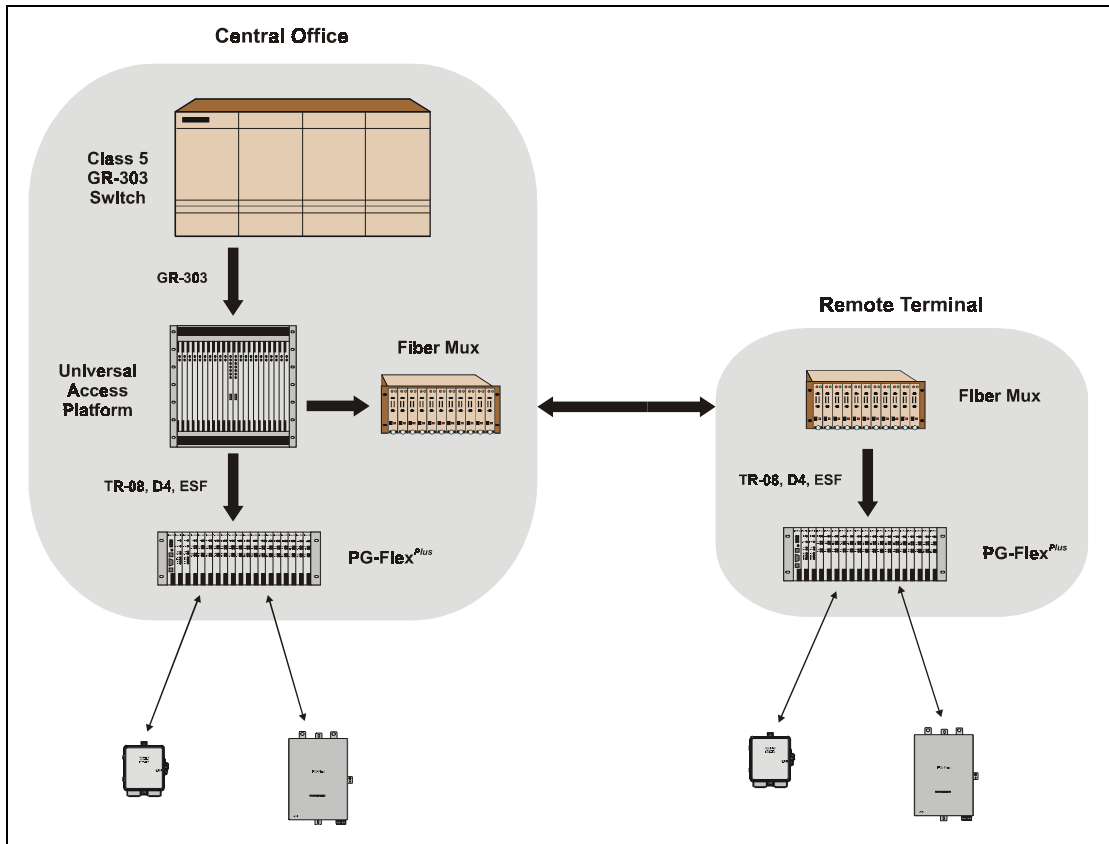 Central Office
Class 5
GR-303
Switch
GR-303
Universal
Access
Platform
Fiber Mux
TR-08, D4, ESF
PG-Flex Plus
Remote Terminal
Fiber Mux
TR-08, D4, ESF
PG-Flex Plus